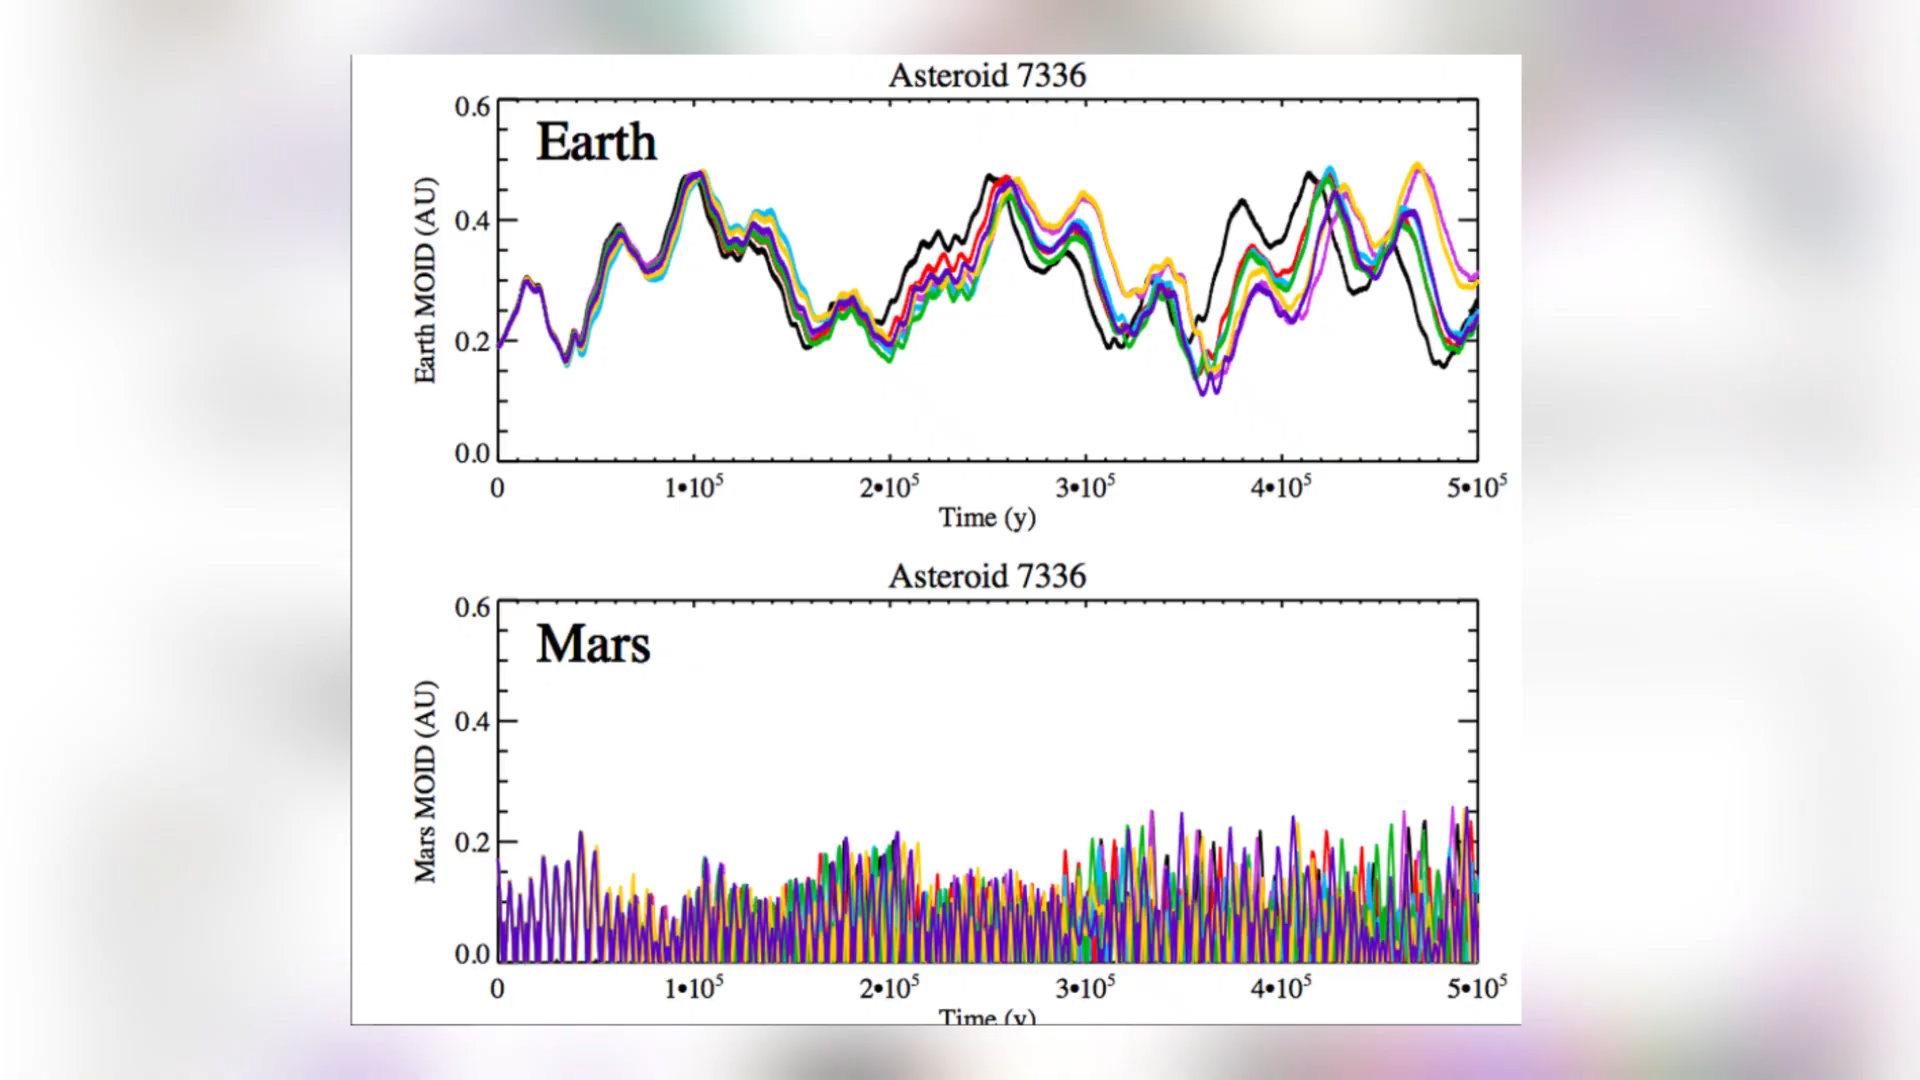 Asteroid 7336
0.6
Earth
0.4
Earth MOID (AU)
0.2
0.0
0 1•10⁵ 2•10⁵ 3•10⁵ 4•10⁵ 5•10⁵
Time (y)
Asteroid 7336
0.6
Mars
0.4
Mars MOID (AU)
0.2
0.0
0 1•10⁵ 2•10⁵ 3•10⁵ 4•10⁵ 5•10⁵
Time (y)